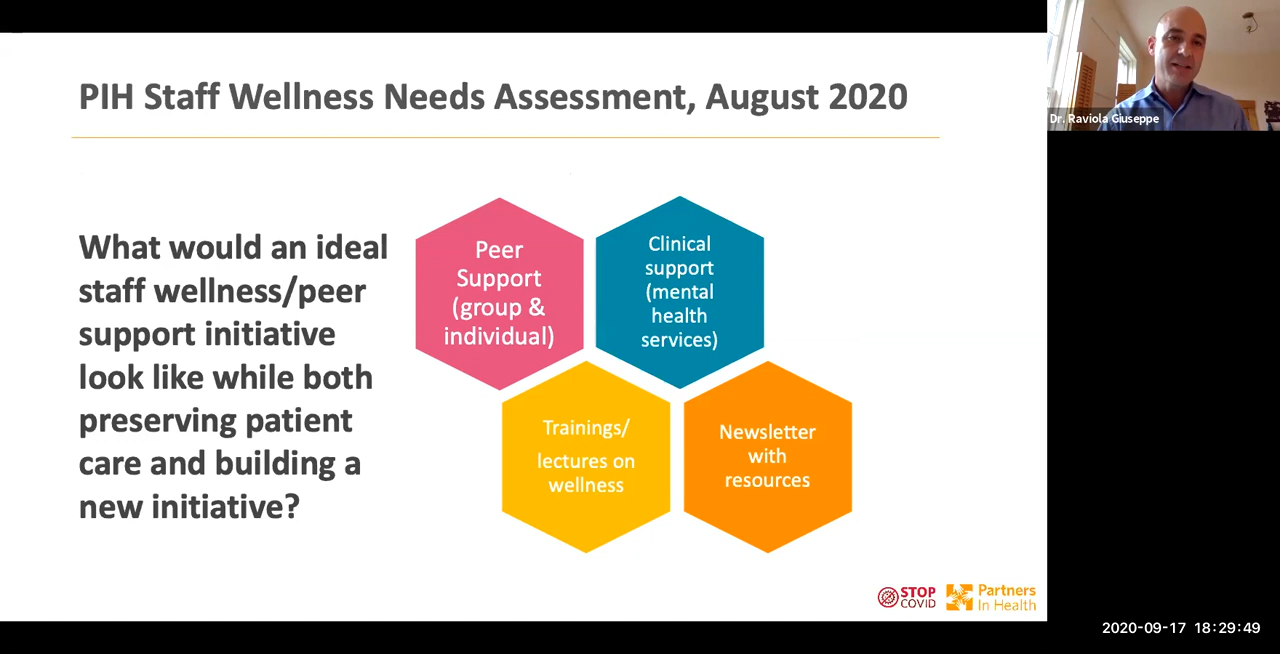 PIH Staff Wellness Needs Assessment, August 2020
What would an ideal
staff wellness/peer
support initiative
look like while both
preserving patient
care and building a
new initiative?
Peer
Support
(group &
individual)
Clinical
support
(mental
health
services)
Trainings/
lectures on
wellness
Newsletter
with
resources
STOP
COVID
Partners
In Health
Dr. Raviola Giuseppe
2020-09-17 18:29:49